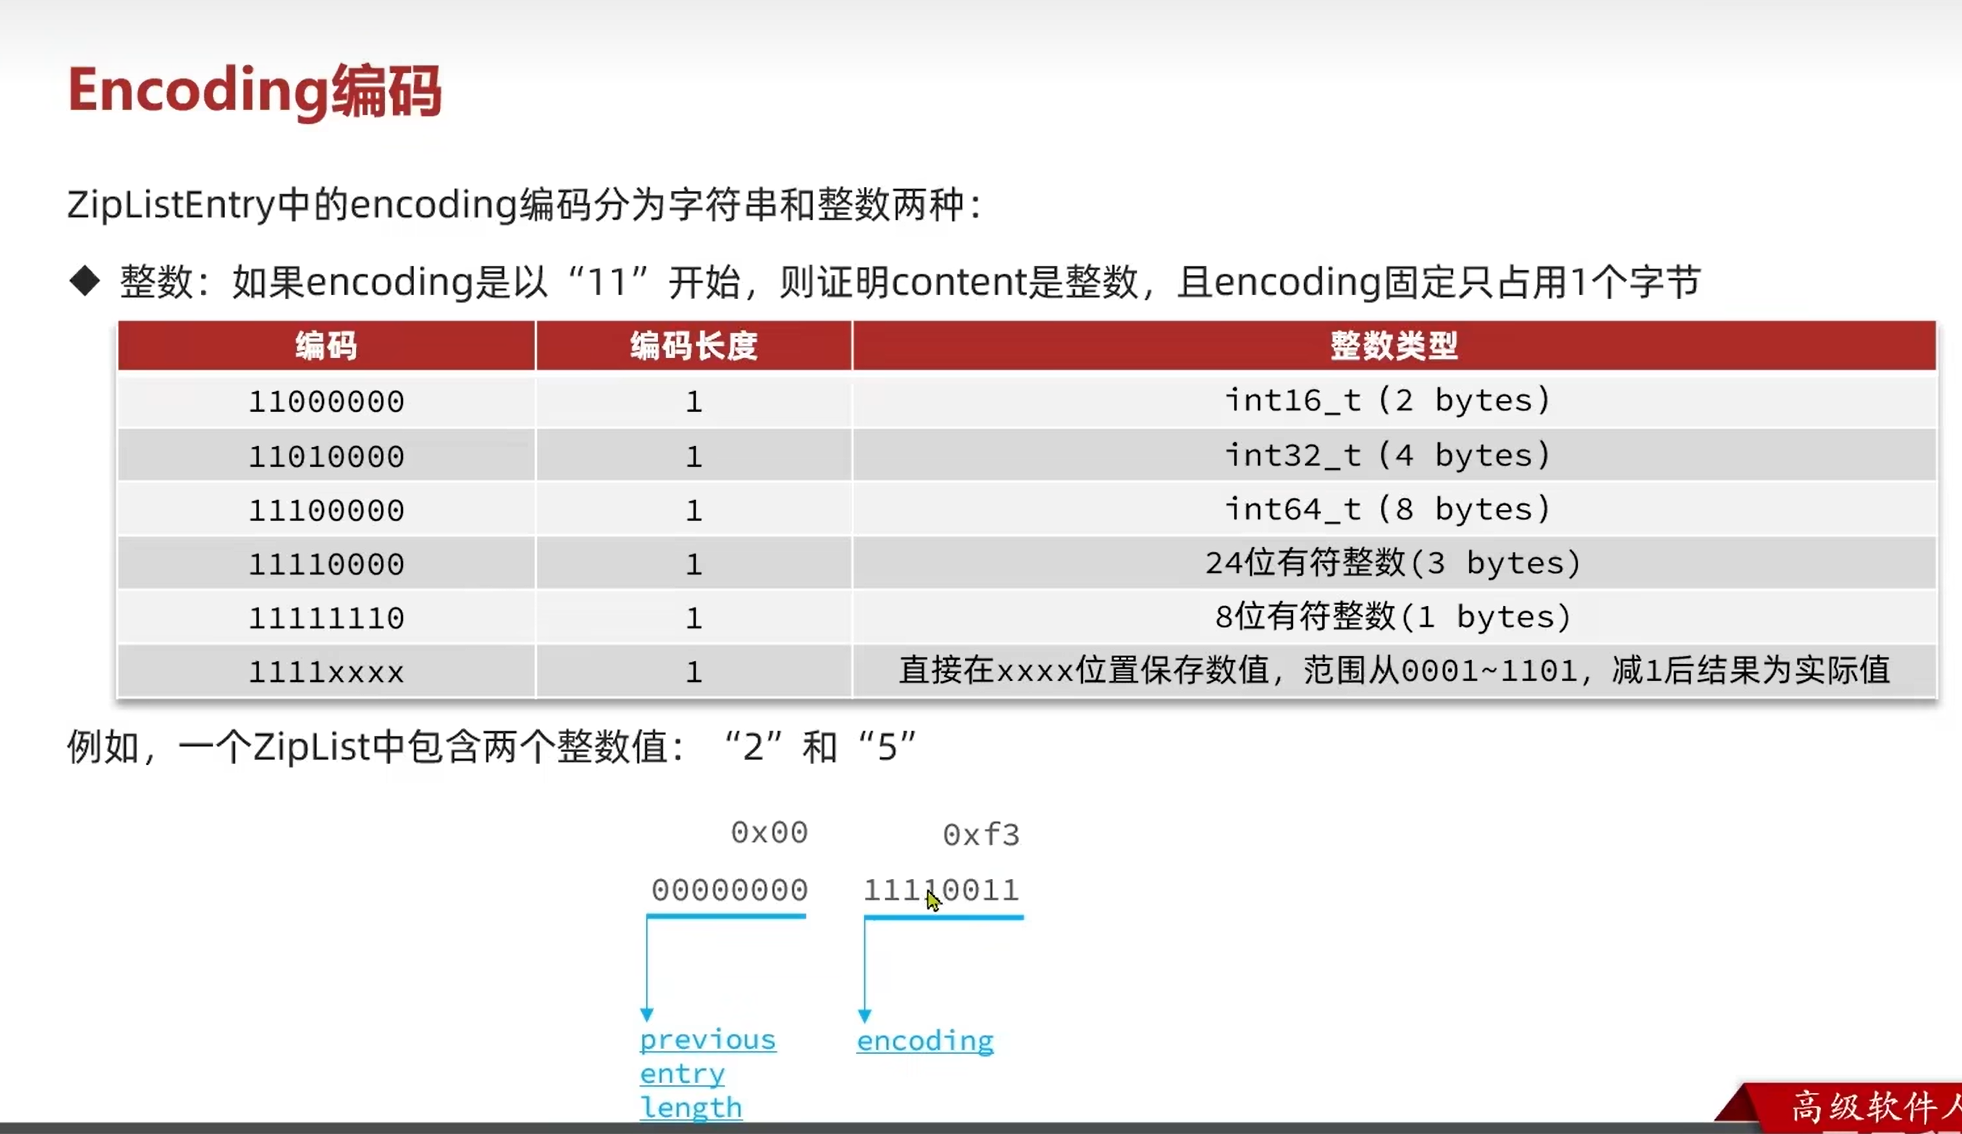 Encoding编码
ZipListEntry中的encoding编码分为字符串和整数两种：
◆ 整数：如果encoding是以“11”开始，则证明content是整数，且encoding固定只占用1个字节
编码 编码长度 整数类型
11000000 1 int16_t（2 bytes）
11010000 1 int32_t（4 bytes）
11100000 1 int64_t（8 bytes）
11110000 1 24位有符整数(3 bytes)
11111110 1 8位有符整数(1 bytes)
1111xxxx 1 直接在xxxx位置保存数值，范围从0001~1101，减1后结果为实际值
例如，一个ZipList中包含两个整数值：“2”和“5”
0x00 0xf3
00000000 11110011
previous entry length encoding
高级软件人